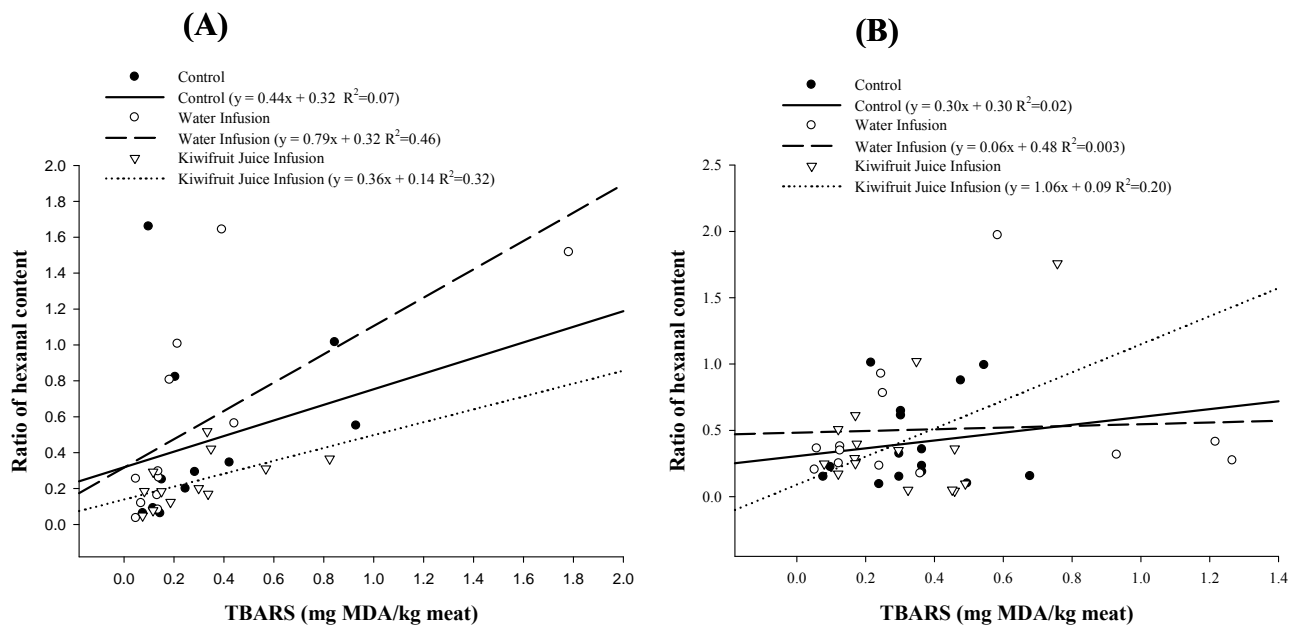 (A)
Control
Control (y = 0.44x + 0.32 R²=0.07)
Water Infusion
Water Infusion (y = 0.79x + 0.32 R²=0.46)
Kiwifruit Juice Infusion
Kiwifruit Juice Infusion (y = 0.36x + 0.14 R²=0.32)
Ratio of hexanal content
2.0
1.8
1.6
1.4
1.2
1.0
0.8
0.6
0.4
0.2
0.0
0.0 0.2 0.4 0.6 0.8 1.0 1.2 1.4 1.6 1.8 2.0
TBARS (mg MDA/kg meat)
(B)
Control
Control (y = 0.30x + 0.30 R²=0.02)
Water Infusion
Water Infusion (y = 0.06x + 0.48 R²=0.003)
Kiwifruit Juice Infusion
Kiwifruit Juice Infusion (y = 1.06x + 0.09 R²=0.20)
Ratio of hexanal content
2.5
2.0
1.5
1.0
0.5
0.0
0.0 0.2 0.4 0.6 0.8 1.0 1.2 1.4
TBARS (mg MDA/kg meat)